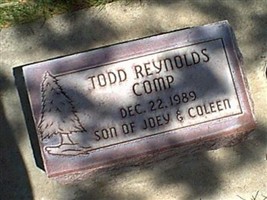 TODD REYNOLDS
COMP
DEC. 22. 1989
SON OF JOEY & COLEEN